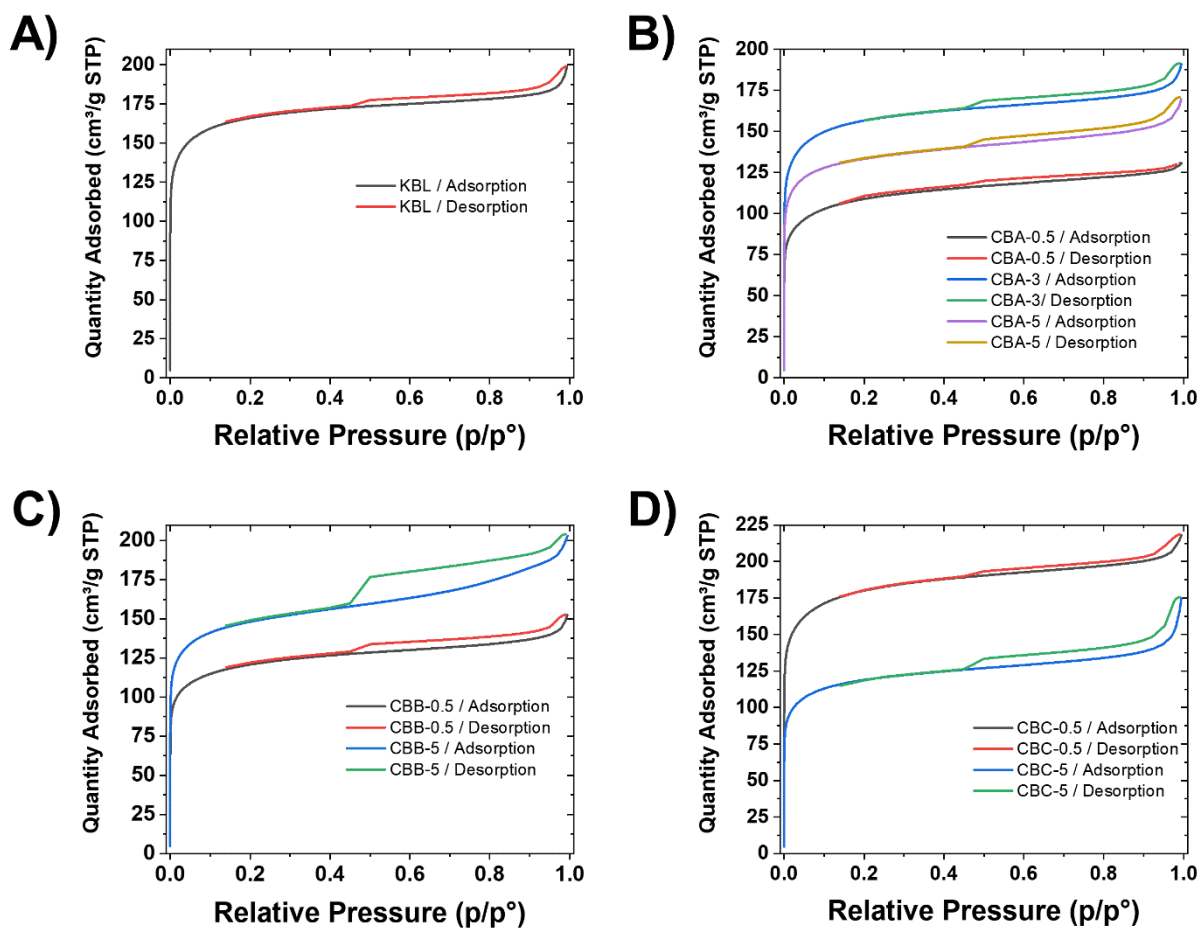 A)
Quantity Adsorbed (cm³/g STP)
200
175
150
125
100
75
50
25
0
KBL / Adsorption
KBL / Desorption
0.0 0.2 0.4 0.6 0.8 1.0
Relative Pressure (p/p°)
B)
Quantity Adsorbed (cm³/g STP)
200
175
150
125
100
75
50
25
0
CBA-0.5 / Adsorption
CBA-0.5 / Desorption
CBA-3 / Adsorption
CBA-3/ Desorption
CBA-5 / Adsorption
CBA-5 / Desorption
0.0 0.2 0.4 0.6 0.8 1.0
Relative Pressure (p/p°)
C)
Quantity Adsorbed (cm³/g STP)
200
175
150
125
100
75
50
25
0
CBB-0.5 / Adsorption
CBB-0.5 / Desorption
CBB-5 / Adsorption
CBB-5 / Desorption
0.0 0.2 0.4 0.6 0.8 1.0
Relative Pressure (p/p°)
D)
Quantity Adsorbed (cm³/g STP)
225
200
175
150
125
100
75
50
25
0
CBC-0.5 / Adsorption
CBC-0.5 / Desorption
CBC-5 / Adsorption
CBC-5 / Desorption
0.0 0.2 0.4 0.6 0.8 1.0
Relative Pressure (p/p°)